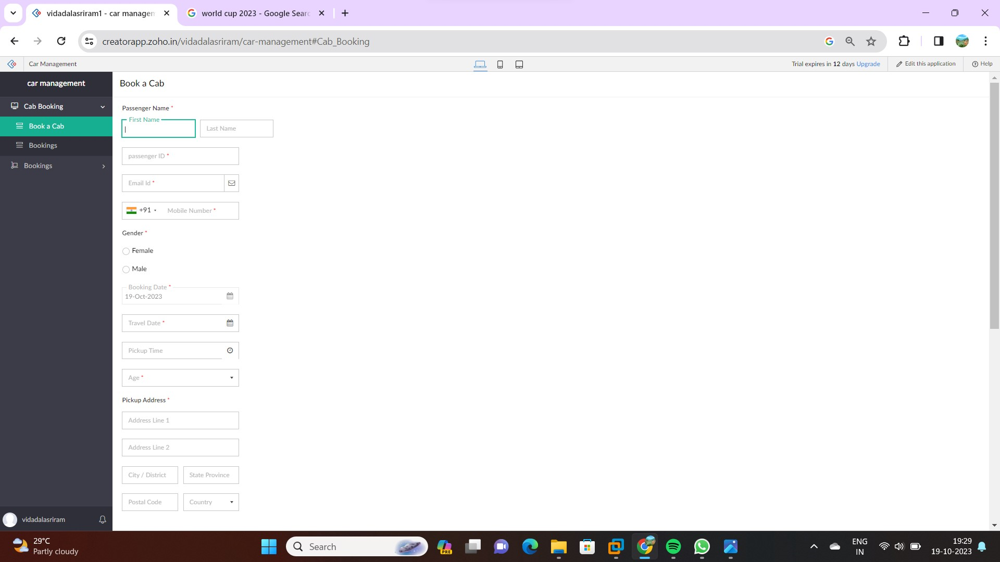 vidadalasriram1 - car managen
world cup 2023 - Google Sear
creatorapp.zoho.in/vidadalasriram/car-management#Cab_Booking
Car Management
Trial expires in 12 days Upgrade
Edit this application
Help
car management
Cab Booking
Book a Cab
Bookings
Bookings
vidadalasriram
Book a Cab
Passenger Name *
First Name
Last Name
passenger ID *
Email Id *
+91
Mobile Number *
Gender *
Female
Male
Booking Date *
19-Oct-2023
Travel Date *
Pickup Time
Age *
Pickup Address *
Address Line 1
Address Line 2
City / District
State Province
Postal Code
Country
29°C
Partly cloudy
Search
PRE
ENG
IN
19:29
19-10-2023